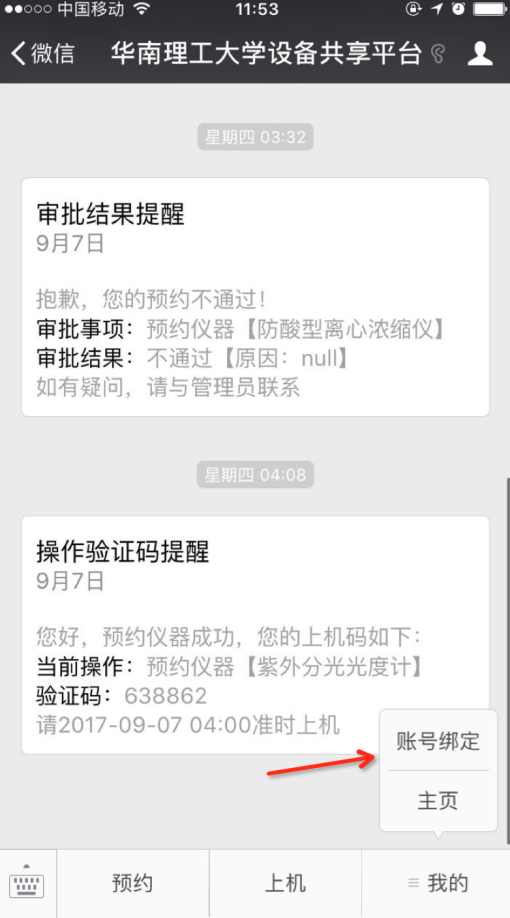 中国移动 11:53
微信 华南理工大学设备共享平台
星期四 03:32
审批结果提醒
9月7日
抱歉，您的预约不通过！
审批事项：预约仪器【防酸型离心浓缩仪】
审批结果：不通过【原因：null】
如有疑问，请与管理员联系
星期四 04:08
操作验证码提醒
9月7日
您好，预约仪器成功，您的上机码如下：
当前操作：预约仪器【紫外分光光度计】
验证码：638862
请2017-09-07 04:00准时上机
账号绑定
主页
预约 上机 我的